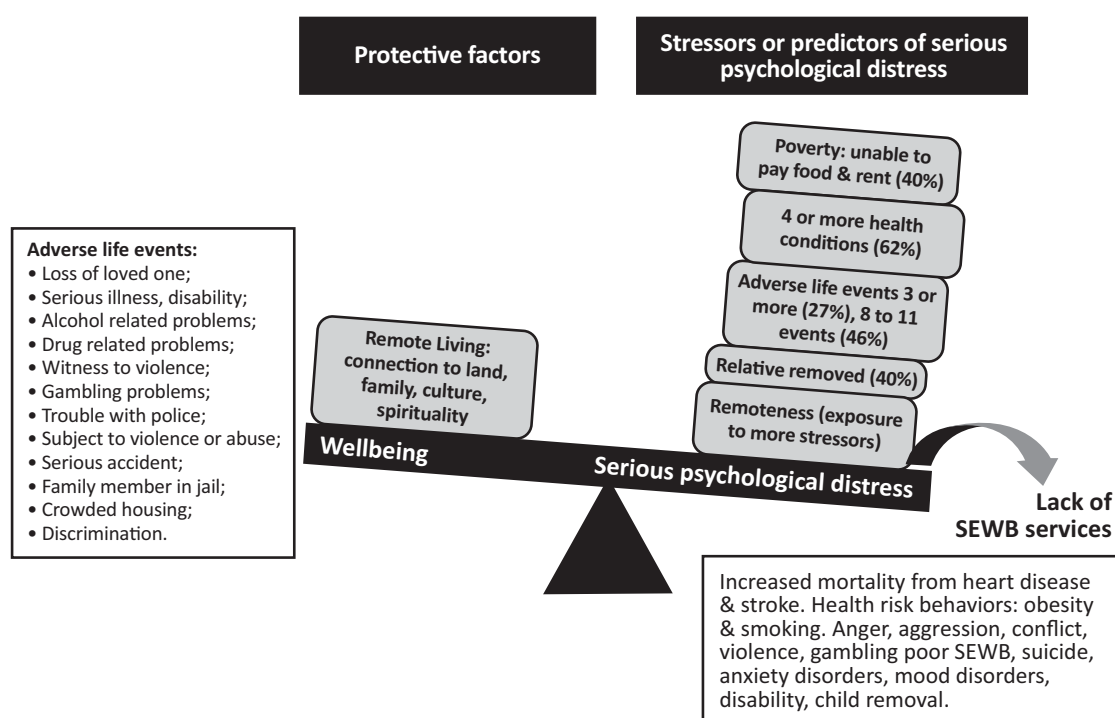 Protective factors
Stressors or predictors of serious
psychological distress
Adverse life events:
• Loss of loved one;
• Serious illness, disability;
• Alcohol related problems;
• Drug related problems;
• Witness to violence;
• Gambling problems;
• Trouble with police;
• Subject to violence or abuse;
• Serious accident;
• Family member in jail;
• Crowded housing;
• Discrimination.
Remote Living:
connection to land,
family, culture,
spirituality
Wellbeing
Poverty: unable to
pay food & rent (40%)
4 or more health
conditions (62%)
Adverse life events 3 or
more (27%), 8 to 11
events (46%)
Relative removed (40%)
Remoteness (exposure
to more stressors)
Serious psychological distress
Lack of
SEWB services
Increased mortality from heart disease
& stroke. Health risk behaviors: obesity
& smoking. Anger, aggression, conflict,
violence, gambling poor SEWB, suicide,
anxiety disorders, mood disorders,
disability, child removal.